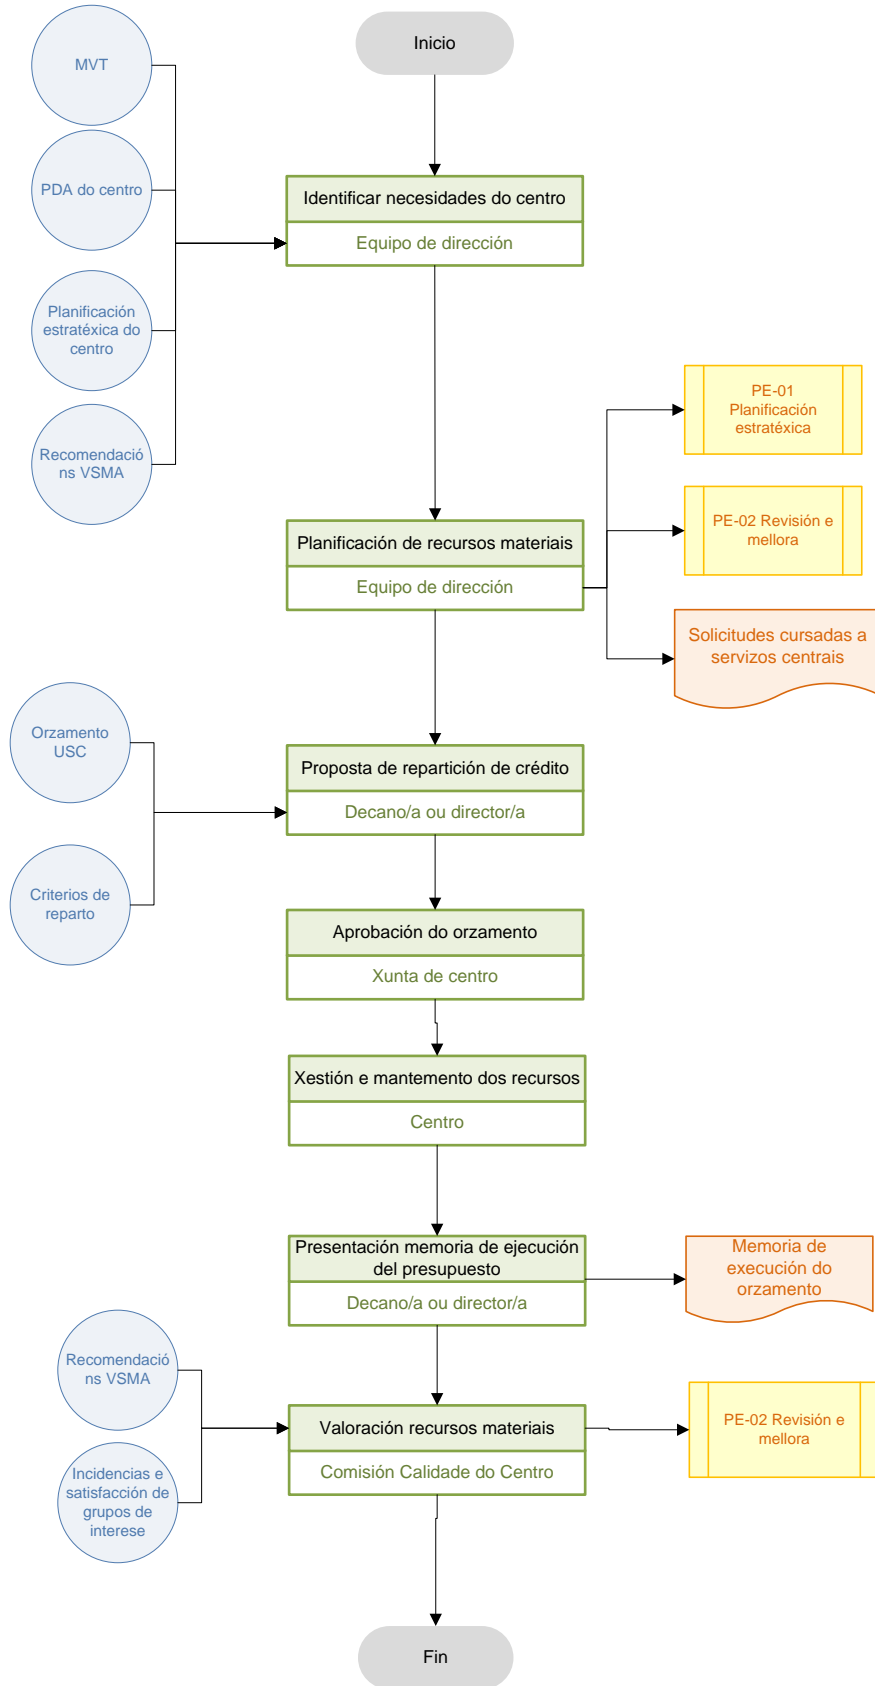 Inicio
MVT
PDA do centro
Identificar necesidades do centro
Equipo de dirección
Planificación
estratéxica do
centro
Recomendació
ns VSMA
PE-01
Planificación
estratéxica
PE-02 Revisión e
mellora
Planificación de recursos materiais
Equipo de dirección
Solicitudes cursadas a
servizos centrais
Orzamento
USC
Proposta de repartición de crédito
Decano/a ou director/a
Criterios de
reparto
Aprobación do orzamento
Xunta de centro
Xestión e mantemento dos recursos
Centro
Presentación memoria de ejecución
del presupuesto
Decano/a ou director/a
Memoria de
execución do
orzamento
Recomendació
ns VSMA
Valoración recursos materiais
Comisión Calidade do Centro
PE-02 Revisión e
mellora
Incidencias e
satisfacción de
grupos de
interese
Fin